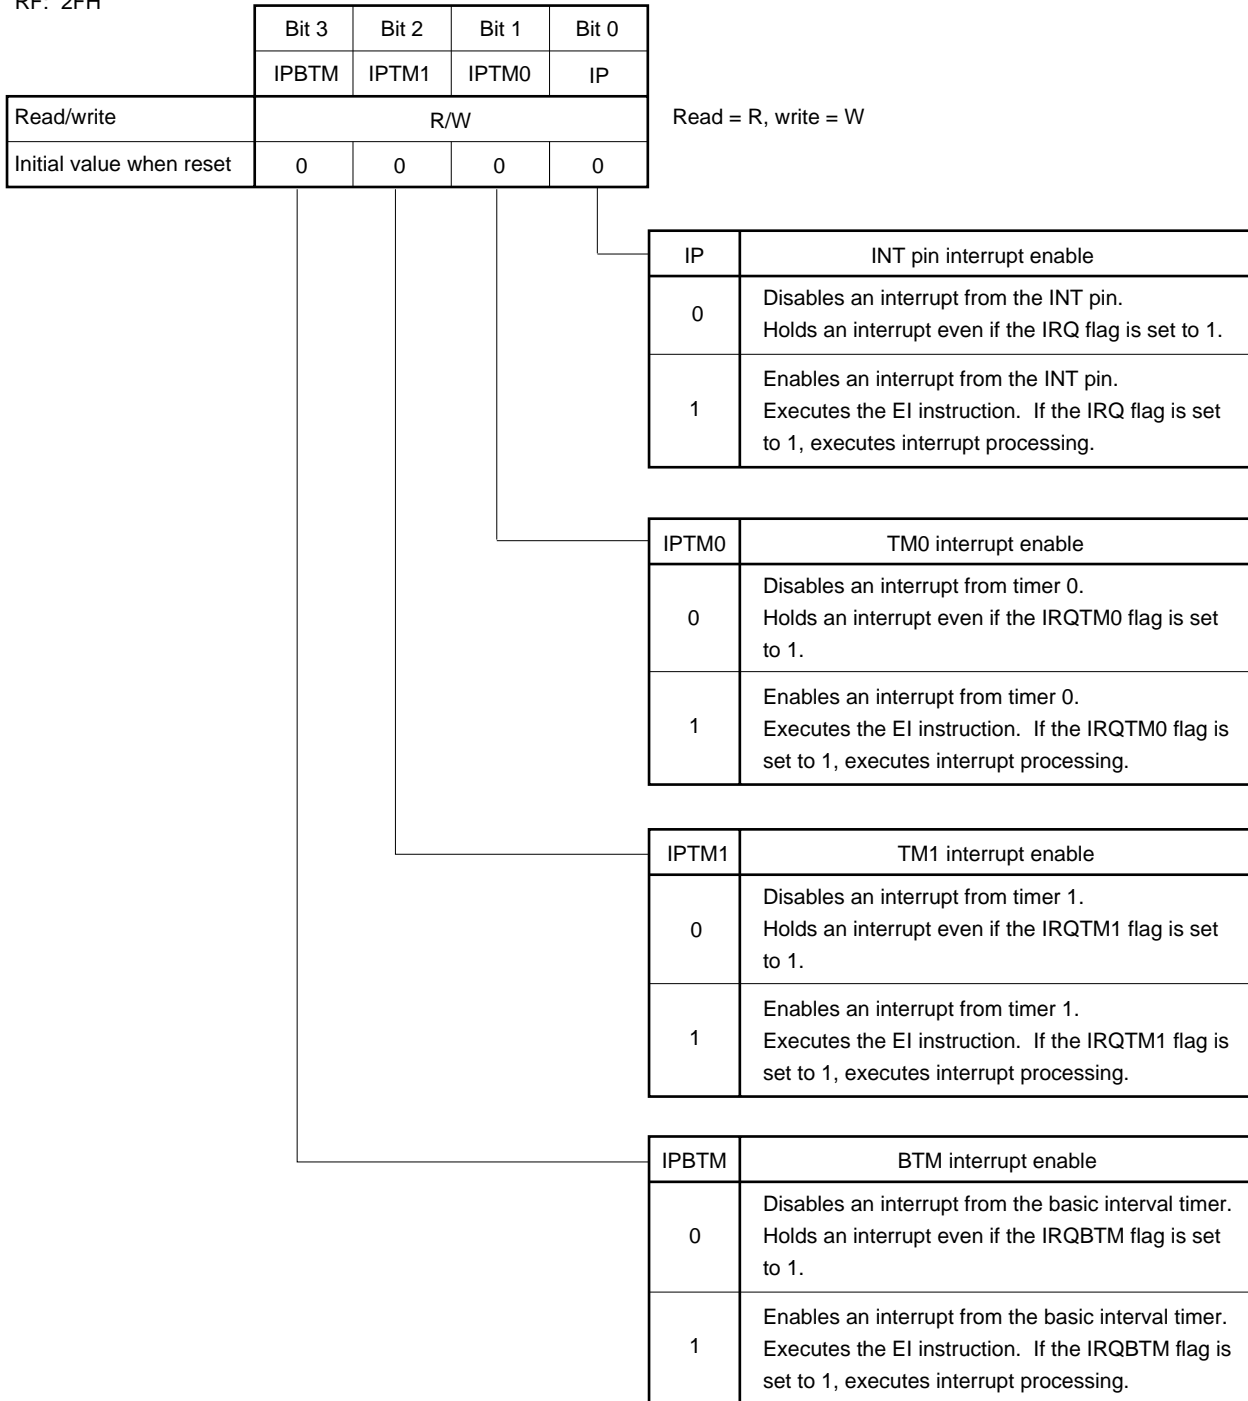 RF: 2FH
Bit 3 Bit 2 Bit 1 Bit 0
IPBTM IPTM1 IPTM0 IP
Read/write R/W Read = R, write = W
Initial value when reset 0 0 0 0
IP INT pin interrupt enable
0 Disables an interrupt from the INT pin.
Holds an interrupt even if the IRQ flag is set to 1.
1 Enables an interrupt from the INT pin.
Executes the EI instruction. If the IRQ flag is set
to 1, executes interrupt processing.
IPTM0 TM0 interrupt enable
0 Disables an interrupt from timer 0.
Holds an interrupt even if the IRQTM0 flag is set
to 1.
1 Enables an interrupt from timer 0.
Executes the EI instruction. If the IRQTM0 flag is
set to 1, executes interrupt processing.
IPTM1 TM1 interrupt enable
0 Disables an interrupt from timer 1.
Holds an interrupt even if the IRQTM1 flag is set
to 1.
1 Enables an interrupt from timer 1.
Executes the EI instruction. If the IRQTM1 flag is
set to 1, executes interrupt processing.
IPBTM BTM interrupt enable
0 Disables an interrupt from the basic interval timer.
Holds an interrupt even if the IRQBTM flag is set
to 1.
1 Enables an interrupt from the basic interval timer.
Executes the EI instruction. If the IRQBTM flag is
set to 1, executes interrupt processing.